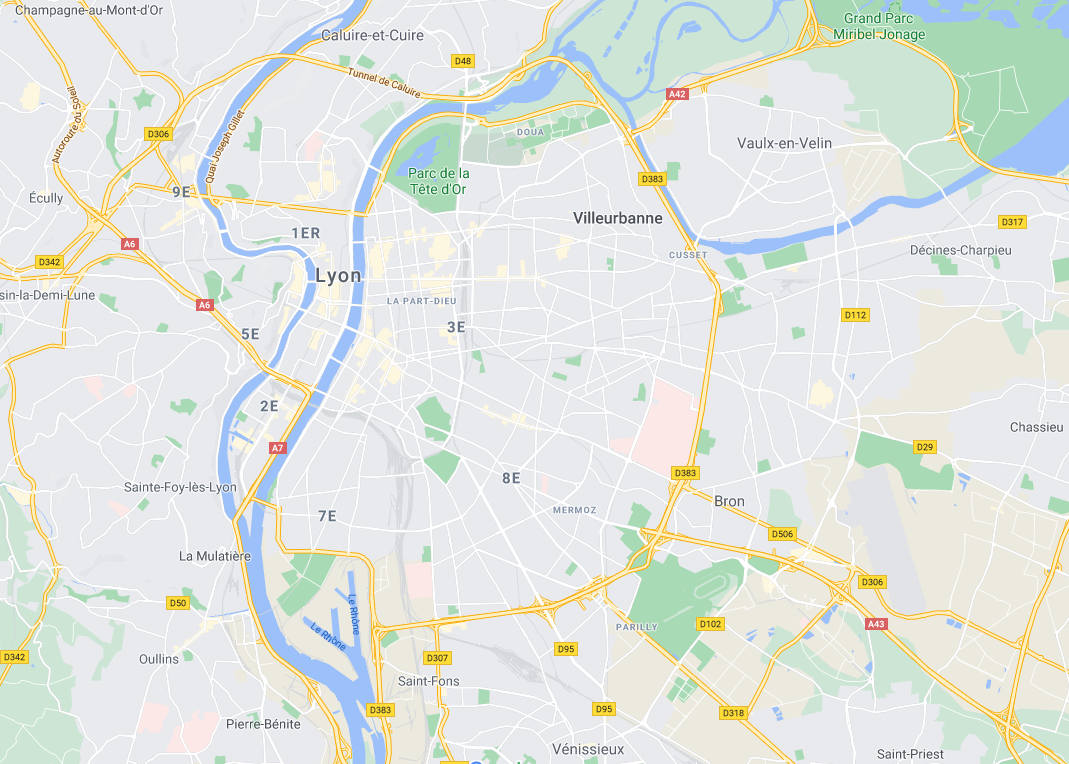 Champagne-au-Mont-d'Or
Caluire-et-Cuire
Grand Parc
Miribel Jonage
D48
Tunnel de Caluire
A42
Autoroute du Soleil
Quai Joseph Gillet
D306
DOUA
Vaulx-en-Velin
Parc de la
Tête d'Or
D383
9E
Écully
Villeurbanne
D317
1ER
A6
CUSSET
Décines-Charpieu
D342
Lyon
sin-la-Demi-Lune
A6
LA PART-DIEU
D112
5E
3E
2E
Chassieu
A7
D29
D383
8E
Sainte-Foy-lès-Lyon
Bron
MERMOZ
7E
D506
La Mulatière
D306
D50
Le Rhône
Le Rhône
D102
A43
PARILLY
D342
Oullins
D307
D95
Saint-Fons
D383
D95
D318
Pierre-Bénite
Vénissieux
Saint-Priest